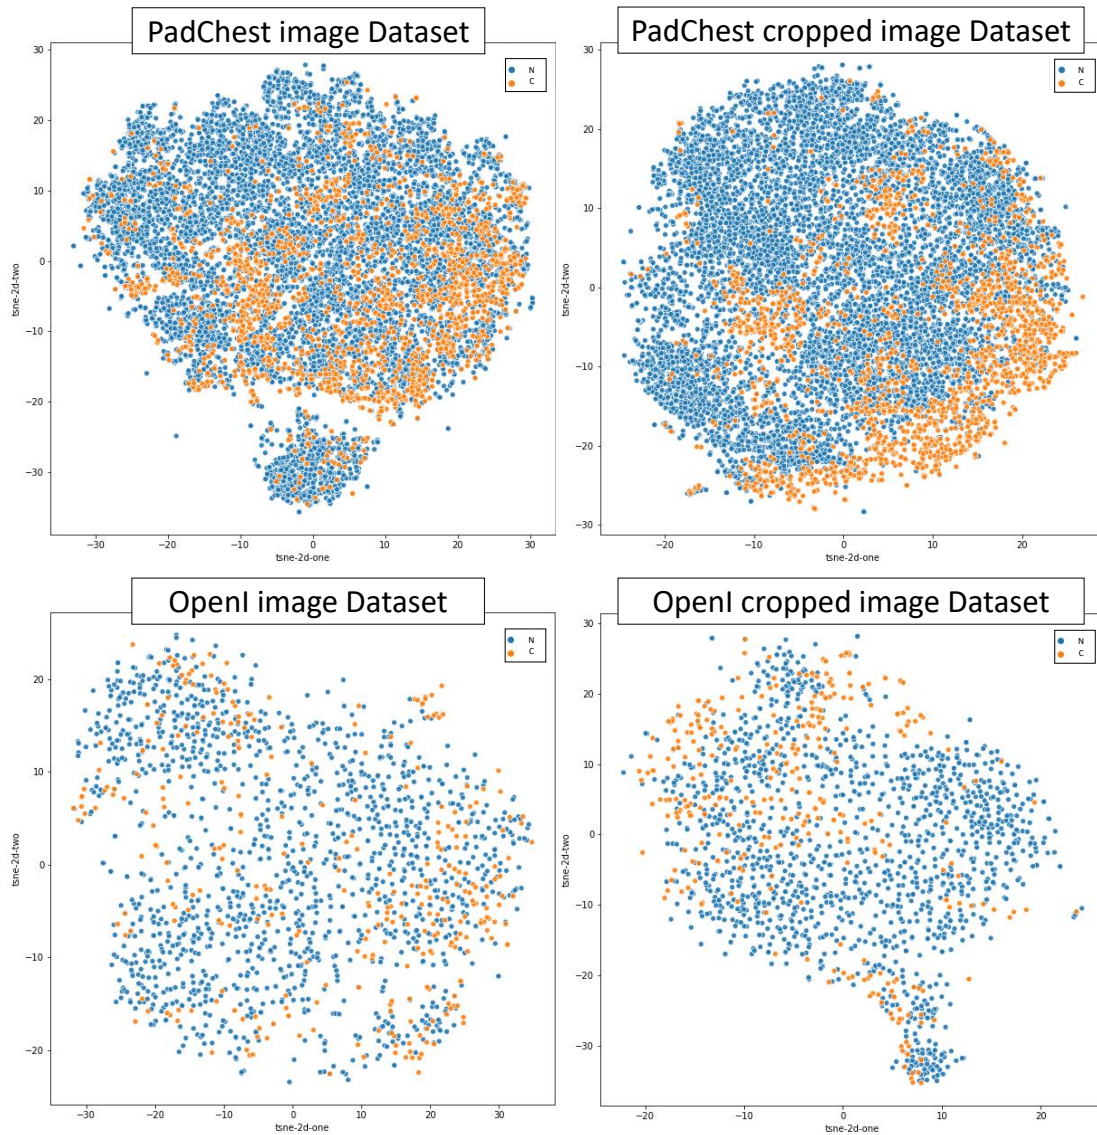 PadChest image Dataset
N
C
30
20
10
0
−10
−20
−30
tsne-2d-two
−30
−20
−10
0
10
20
30
tsne-2d-one
PadChest cropped image Dataset
N
C
30
20
10
0
−10
−20
−30
tsne-2d-two
−20
−10
0
10
20
tsne-2d-one
OpenI image Dataset
N
C
20
10
0
−10
−20
tsne-2d-two
−30
−20
−10
0
10
20
30
tsne-2d-one
OpenI cropped image Dataset
N
C
30
20
10
0
−10
−20
−30
tsne-2d-two
−20
−10
0
10
20
tsne-2d-one